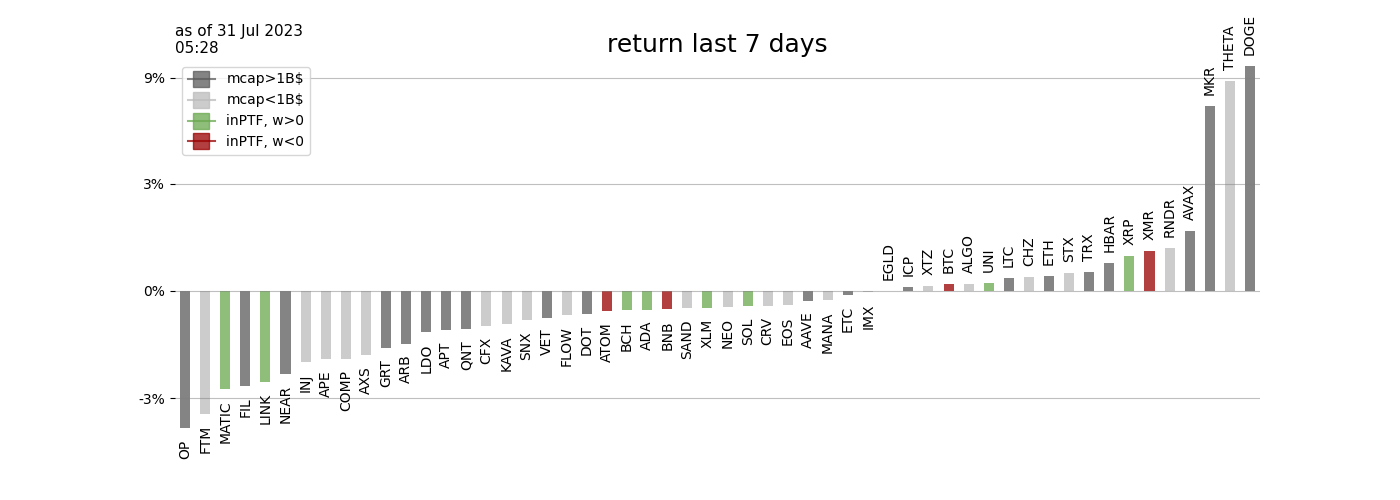 as of 31 Jul 2023
05:28
return last 7 days
mcap>1B$
mcap<1B$
inPTF, w>0
inPTF, w<0
9%
3%
0%
-3%
OP
FTM
MATIC
FIL
LINK
NEAR
INJ
APE
COMP
AXS
GRT
ARB
LDO
APT
QNT
CFX
KAVA
SNX
VET
FLOW
DOT
ATOM
BCH
ADA
BNB
SAND
XLM
NEO
SOL
CRV
EOS
AAVE
MANA
ETC
IMX
EGLD
ICP
XTZ
BTC
ALGO
UNI
LTC
CHZ
ETH
STX
TRX
HBAR
XRP
XMR
RNDR
AVAX
MKR
THETA
DOGE